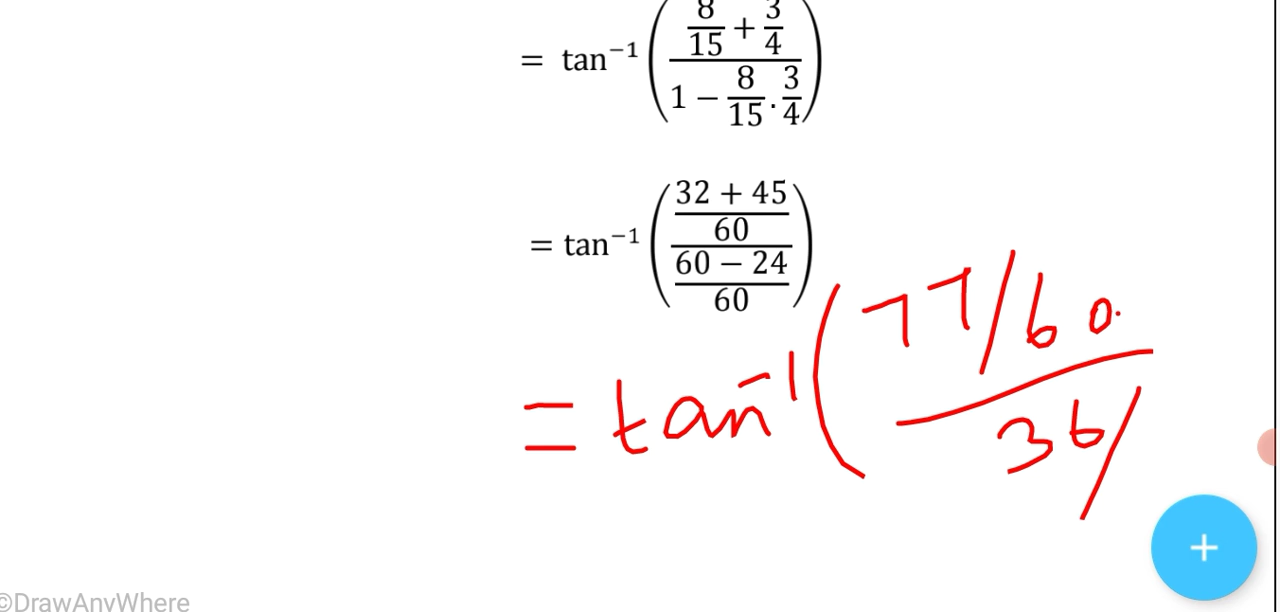 = tan⁻¹ ( (8/15 + 3/4) / (1 − 8/15 . 3/4) )
= tan⁻¹ ( ((32 + 45)/60) / ((60 − 24)/60) )
= tan⁻¹ ( 77/60. / 36/
+
©DrawAnyWhere